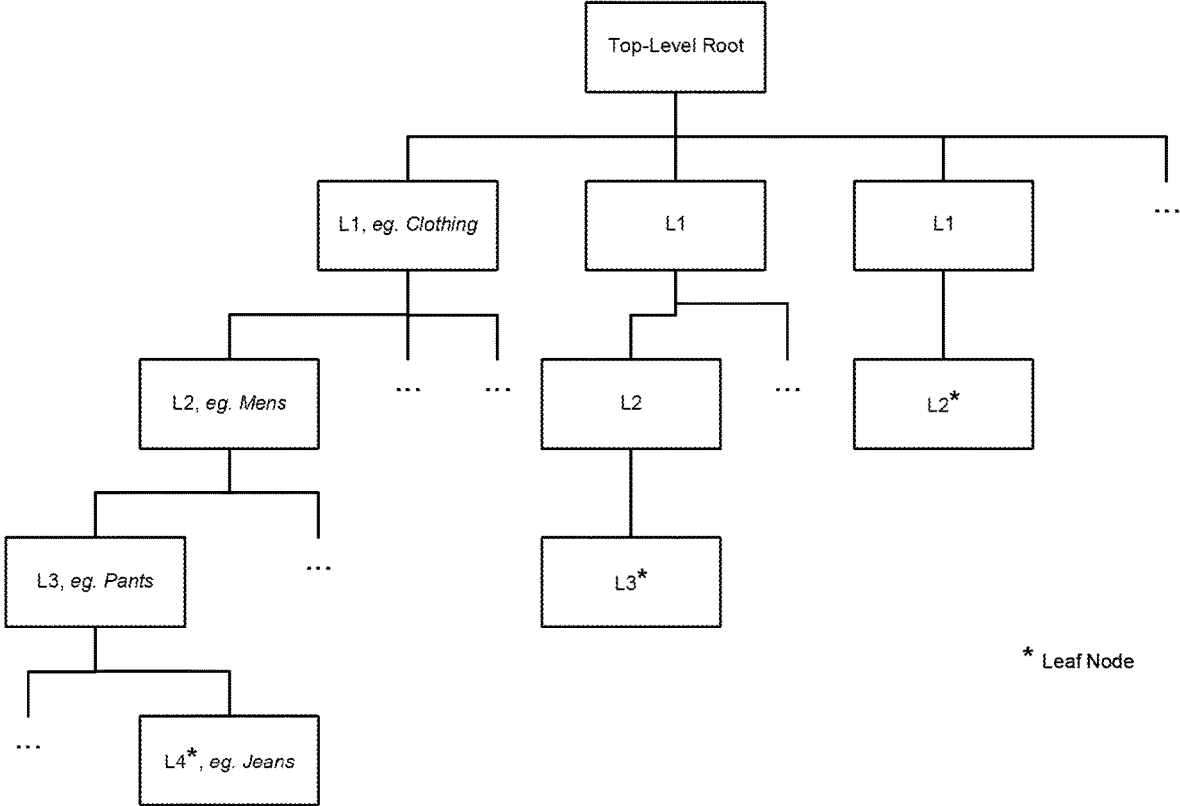 Top-Level Root
L1, eg. Clothing
L1
L1
...
L2, eg. Mens
...
...
L2
...
L2*
L3, eg. Pants
...
L3*
* Leaf Node
...
L4*, eg. Jeans